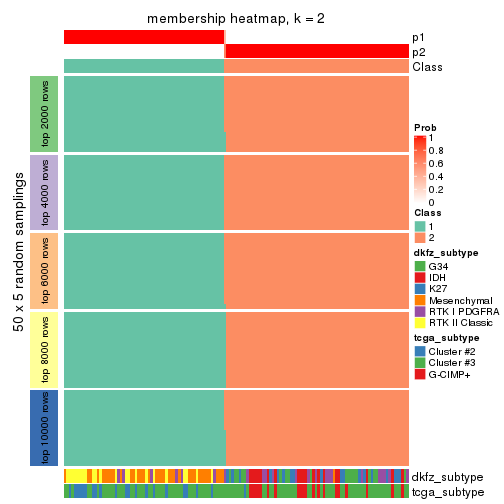 membership heatmap, k = 2
p1
p2
Class
50 x 5 random samplings
top 2000 rows
top 4000 rows
top 6000 rows
top 8000 rows
top 10000 rows
dkfz_subtype
tcga_subtype
Prob
1
0.8
0.6
0.4
0.2
0
Class
1
2
dkfz_subtype
G34
IDH
K27
Mesenchymal
RTK I PDGFRA
RTK II Classic
tcga_subtype
Cluster #2
Cluster #3
G-CIMP+